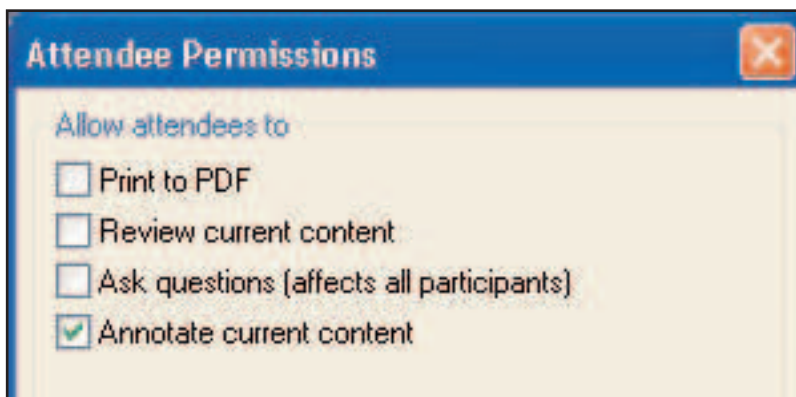 Attendee Permissions
Allow attendees to
Print to PDF
Review current content
Ask questions (affects all participants)
Annotate current content